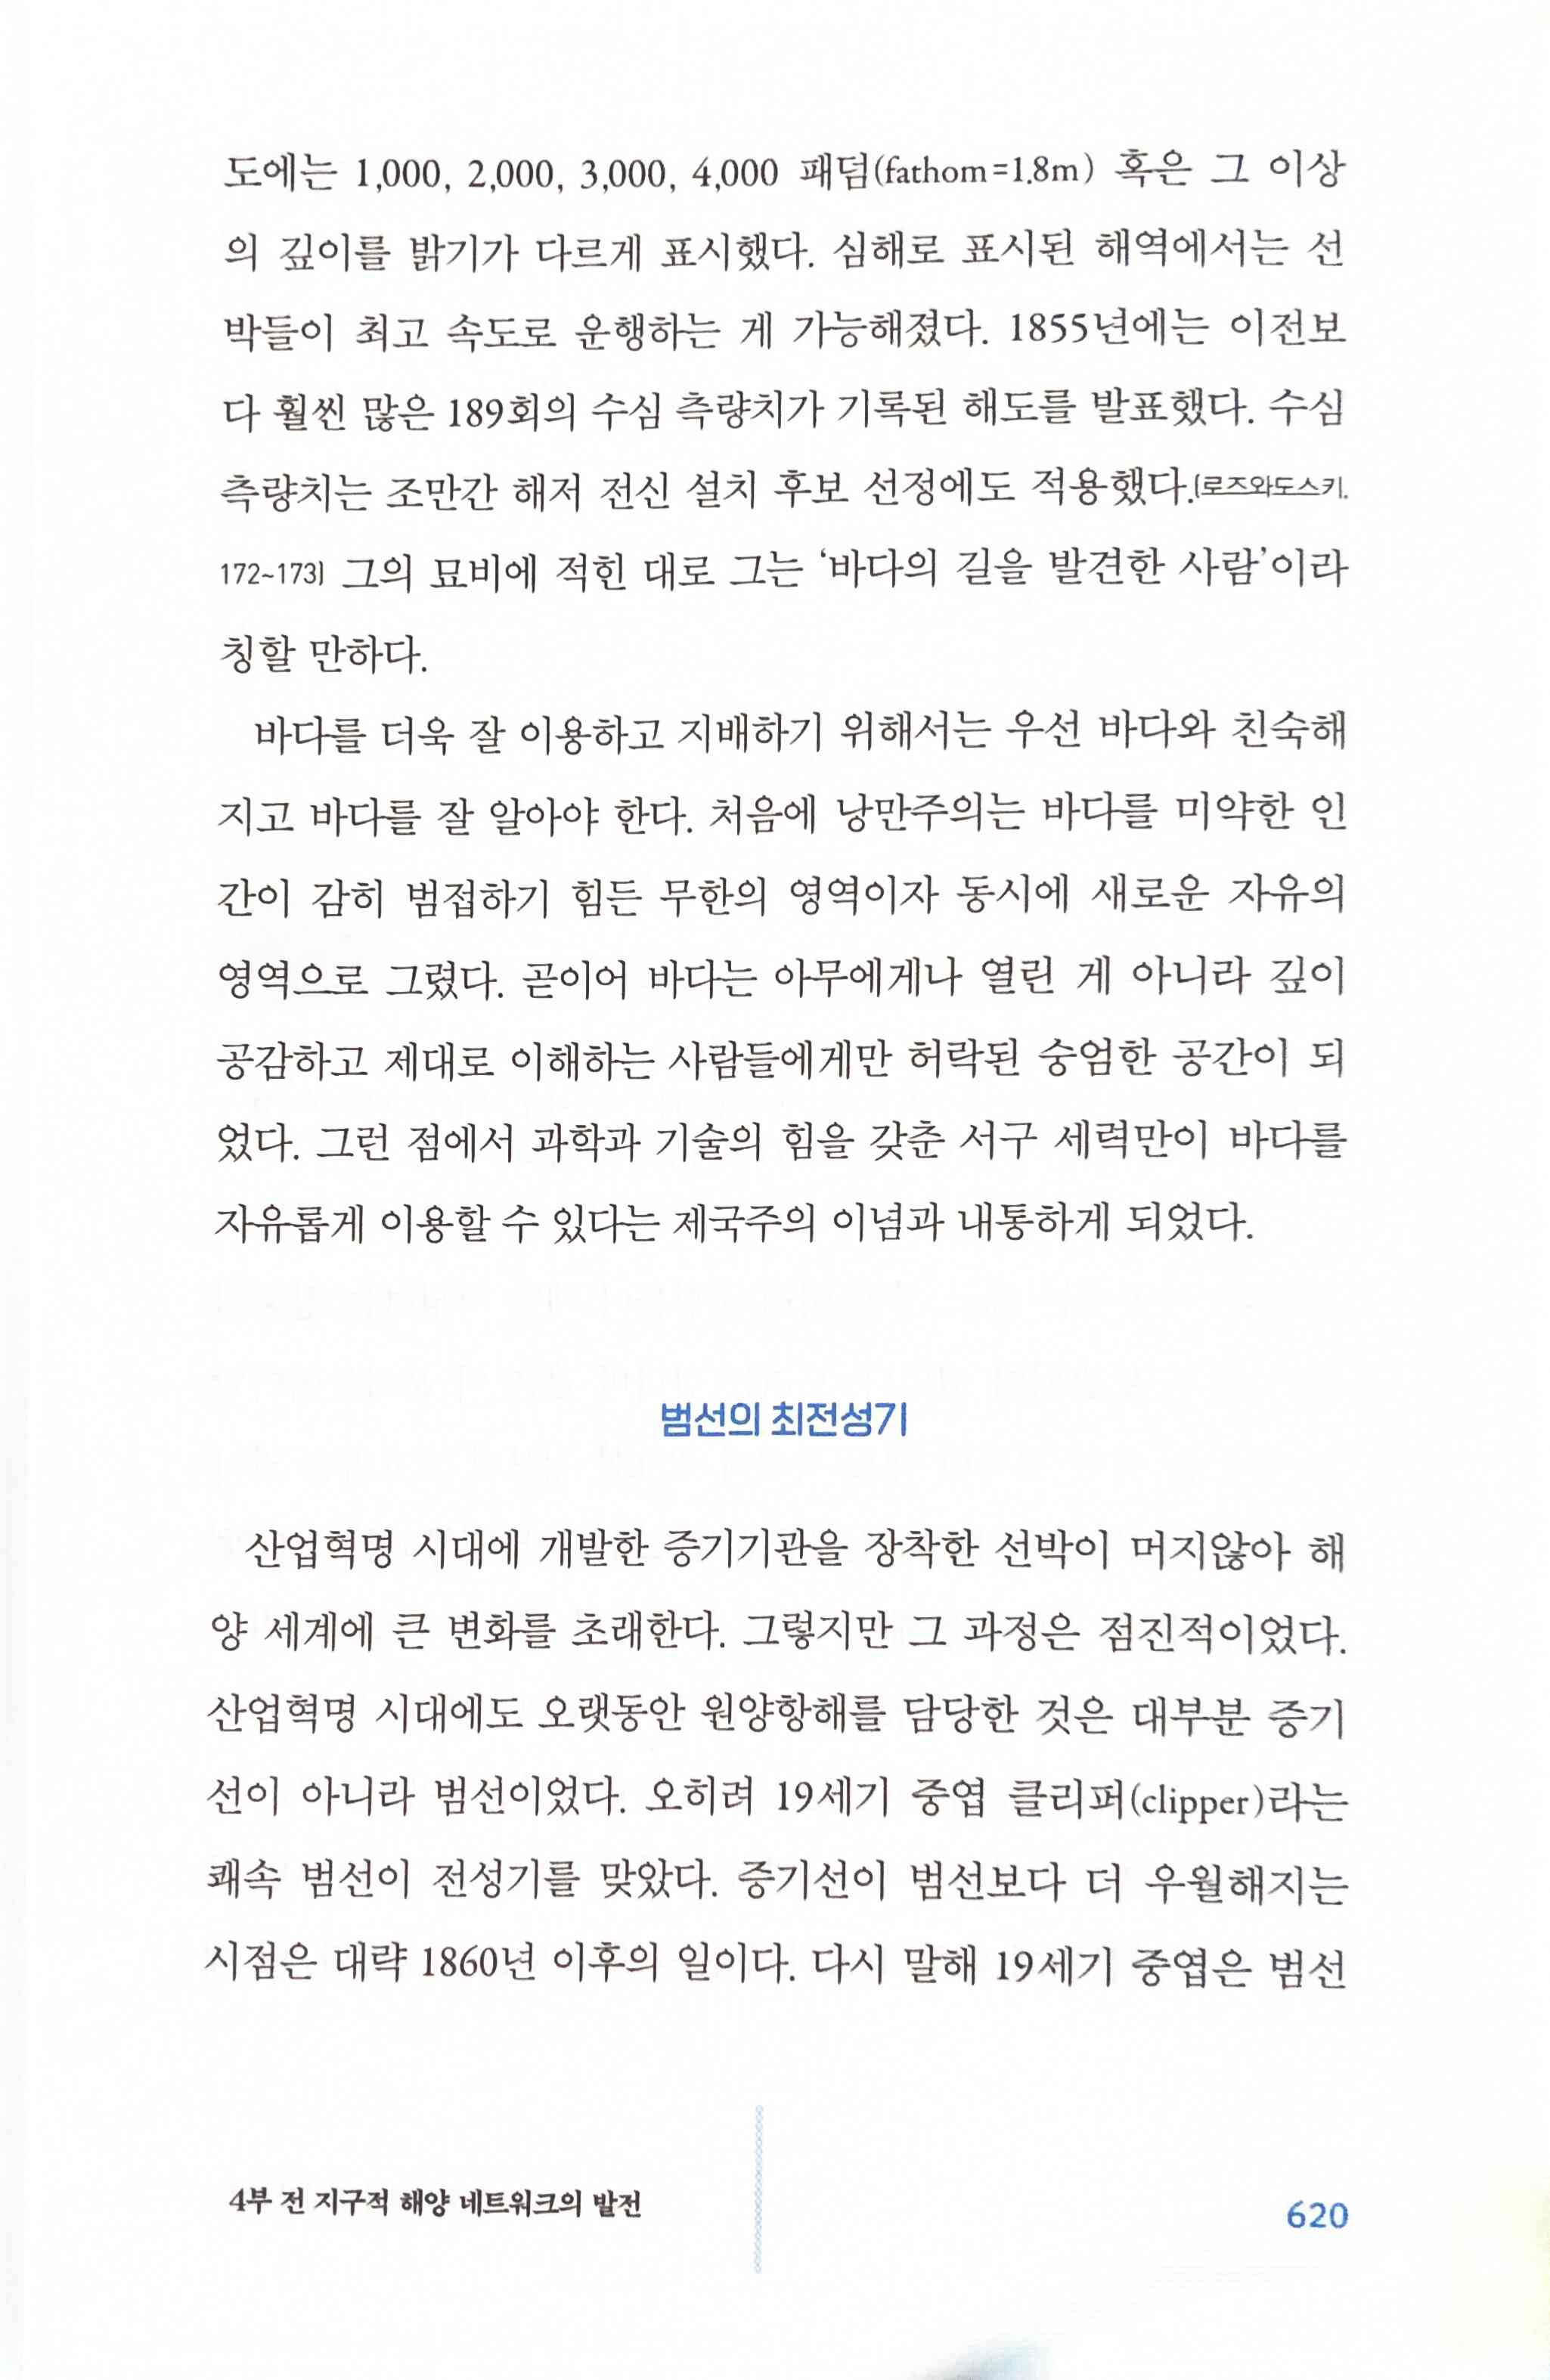 도에는 1,000, 2,000, 3,000, 4,000 패덤(fathom=1.8m) 혹은 그 이상
의 깊이를 밝기가 다르게 표시했다. 심해로 표시된 해역에서는 선
박들이 최고 속도로 운행하는 게 가능해졌다. 1855년에는 이전보
다 훨씬 많은 189회의 수심 측량치가 기록된 해도를 발표했다. 수심
측량치는 조만간 해저 전신 설치 후보 선정에도 적용했다.(로즈와도스키,
172~173) 그의 묘비에 적힌 대로 그는 ‘바다의 길을 발견한 사람’이라
칭할 만하다.
바다를 더욱 잘 이용하고 지배하기 위해서는 우선 바다와 친숙해
지고 바다를 잘 알아야 한다. 처음에 낭만주의는 바다를 미약한 인
간이 감히 범접하기 힘든 무한의 영역이자 동시에 새로운 자유의
영역으로 그렸다. 곧이어 바다는 아무에게나 열린 게 아니라 깊이
공감하고 제대로 이해하는 사람들에게만 허락된 숭엄한 공간이 되
었다. 그런 점에서 과학과 기술의 힘을 갖춘 서구 세력만이 바다를
자유롭게 이용할 수 있다는 제국주의 이념과 내통하게 되었다.
범선의 최전성기
산업혁명 시대에 개발한 증기기관을 장착한 선박이 머지않아 해
양 세계에 큰 변화를 초래한다. 그렇지만 그 과정은 점진적이었다.
산업혁명 시대에도 오랫동안 원양항해를 담당한 것은 대부분 증기
선이 아니라 범선이었다. 오히려 19세기 중엽 클리퍼(clipper)라는
쾌속 범선이 전성기를 맞았다. 증기선이 범선보다 더 우월해지는
시점은 대략 1860년 이후의 일이다. 다시 말해 19세기 중엽은 범선
4부 전 지구적 해양 네트워크의 발전
620